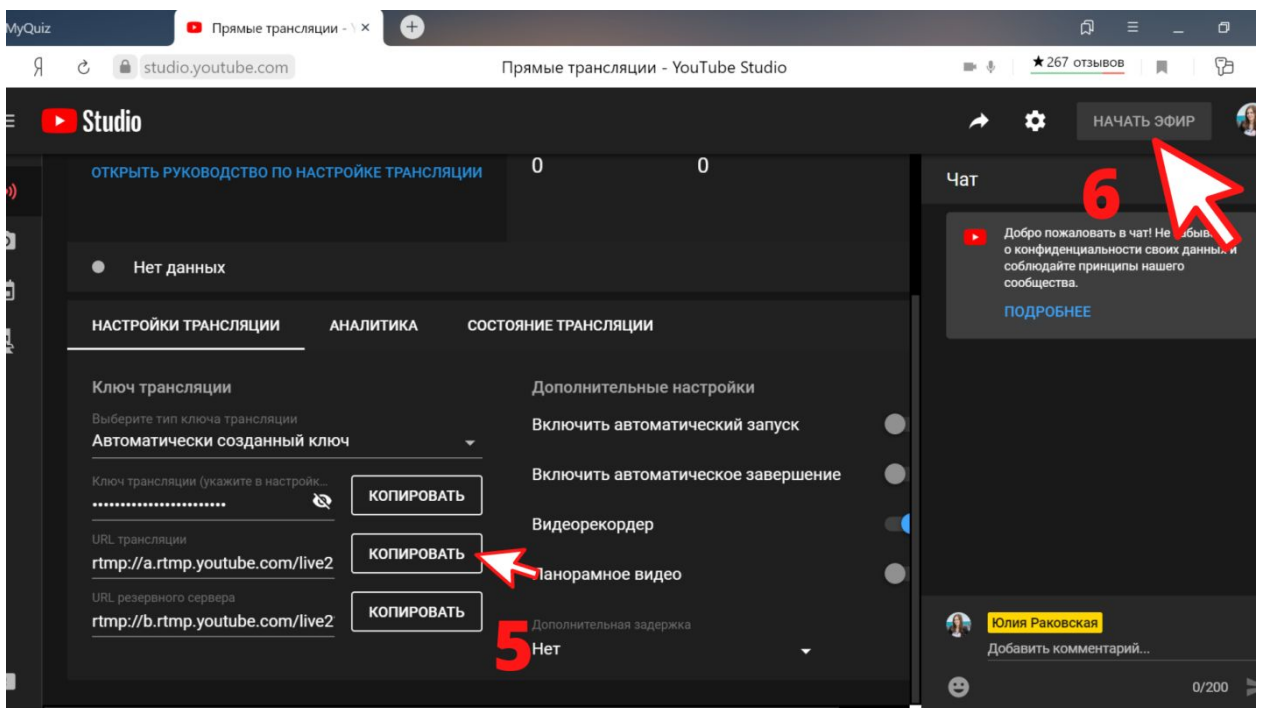 MyQuiz
Прямые трансляции -
studio.youtube.com
Прямые трансляции - YouTube Studio
★267 отзывов
Studio
НАЧАТЬ ЭФИР
ОТКРЫТЬ РУКОВОДСТВО ПО НАСТРОЙКЕ ТРАНСЛЯЦИИ
0
0
Нет данных
НАСТРОЙКИ ТРАНСЛЯЦИИ
АНАЛИТИКА
СОСТОЯНИЕ ТРАНСЛЯЦИИ
Ключ трансляции
Выберите тип ключа трансляции
Автоматически созданный ключ
Ключ трансляции (укажите в настройк...
••••••••••••••••••••••••
КОПИРОВАТЬ
URL трансляции
rtmp://a.rtmp.youtube.com/live2
КОПИРОВАТЬ
URL резервного сервера
rtmp://b.rtmp.youtube.com/live2
КОПИРОВАТЬ
5
Дополнительные настройки
Включить автоматический запуск
Включить автоматическое завершение
Видеорекордер
Панорамное видео
Дополнительная задержка
Нет
Чат
6
Добро пожаловать в чат! Не
о конфиденциальности своих данных и
соблюдайте принципы нашего
сообщества.
ПОДРОБНЕЕ
Юлия Раковская
Добавить комментарий...
0/200